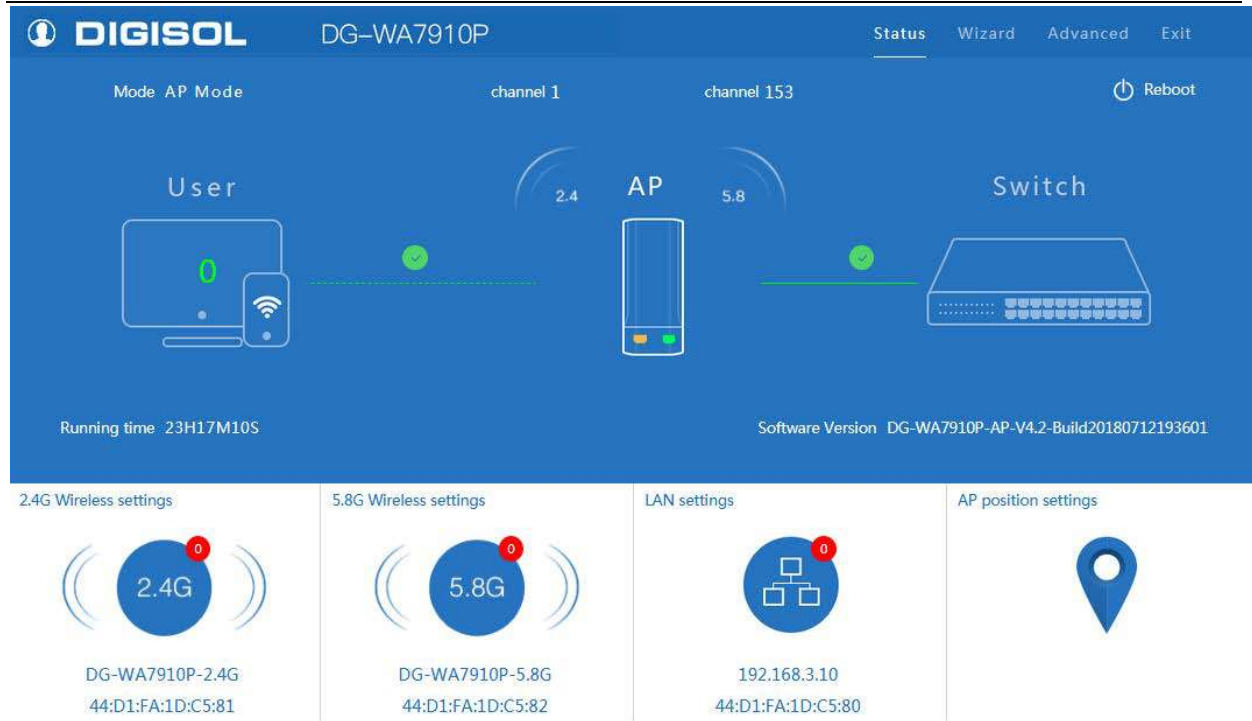 DIGISOL DG-WA7910P Status Wizard Advanced Exit
Mode AP Mode channel 1 channel 153 Reboot
User 2.4 AP 5.8 Switch
0
Running time 23H17M10S Software Version DG-WA7910P-AP-V4.2-Build20180712193601
2.4G Wireless settings 5.8G Wireless settings LAN settings AP position settings
0 0 0
2.4G 5.8G
DG-WA7910P-2.4G DG-WA7910P-5.8G 192.168.3.10
44:D1:FA:1D:C5:81 44:D1:FA:1D:C5:82 44:D1:FA:1D:C5:80